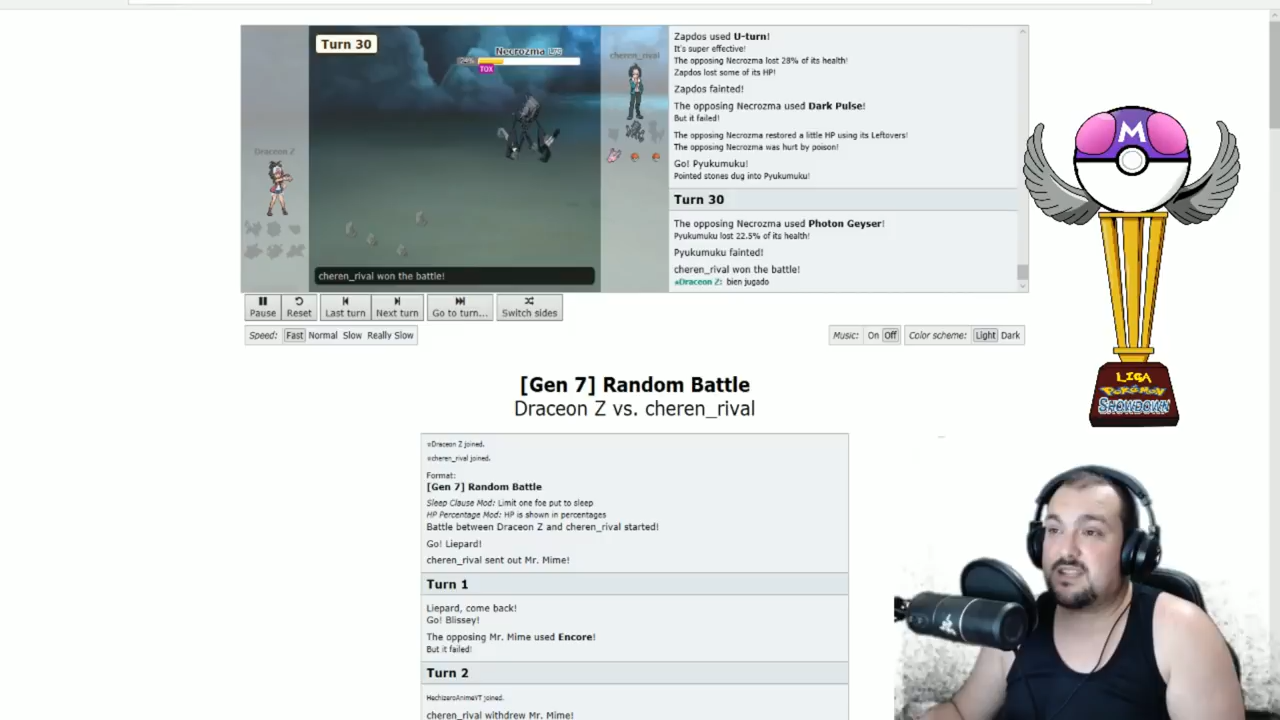 Turn 30
Necrozma
TOX
cheren_rival
Draceon Z
cheren_rival won the battle!
Zapdos used U-turn!
It's super effective!
The opposing Necrozma lost 28% of its health!
Zapdos lost some of its HP!
Zapdos fainted!
The opposing Necrozma used Dark Pulse!
But it failed!
The opposing Necrozma restored a little HP using its Leftovers!
The opposing Necrozma was hurt by poison!
Go! Pyukumuku!
Pointed stones dug into Pyukumuku!
Turn 30
The opposing Necrozma used Photon Geyser!
Pyukumuku lost 22.5% of its health!
Pyukumuku fainted!
cheren_rival won the battle!
Draceon Z: bien jugado
Pause
Reset
Last turn
Next turn
Go to turn...
Switch sides
Speed: Fast Normal Slow Really Slow
Music: On Off
Color scheme: Light Dark
M
LIGA
POKÉMON
SHOWDOWN
[Gen 7] Random Battle
Draceon Z vs. cheren_rival
Draceon Z joined.
cheren_rival joined.
Format:
[Gen 7] Random Battle
Sleep Clause Mod: Limit one foe put to sleep
HP Percentage Mod: HP is shown in percentages
Battle between Draceon Z and cheren_rival started!
Go! Liepard!
cheren_rival sent out Mr. Mime!
Turn 1
Liepard, come back!
Go! Blissey!
The opposing Mr. Mime used Encore!
But it failed!
Turn 2
HechizeroAnimeYT joined.
cheren_rival withdrew Mr. Mime!